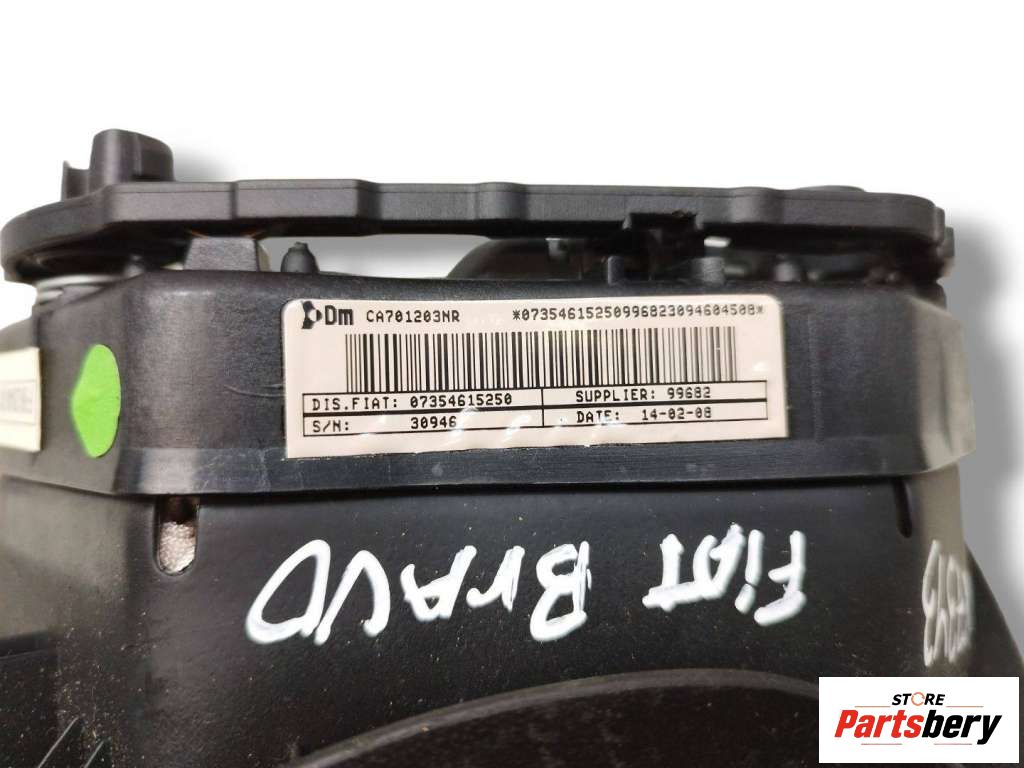 Dm CA701203NR *07354615250996823094604508*
DIS.FIAT: 07354615250 SUPPLIER: 99682
S/N: 30946 DATE: 14-02-08
FiAT BrAVO
STORE
Partsbery